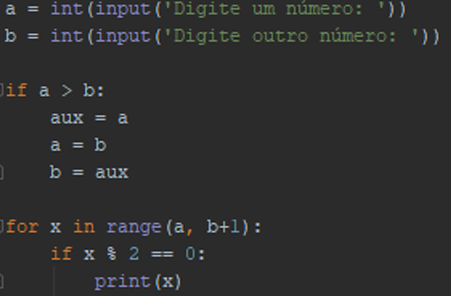 a = int(input('Digite um número: '))
b = int(input('Digite outro número: '))
if a > b:
    aux = a
    a = b
    b = aux
for x in range(a, b+1):
    if x % 2 == 0:
        print(x)